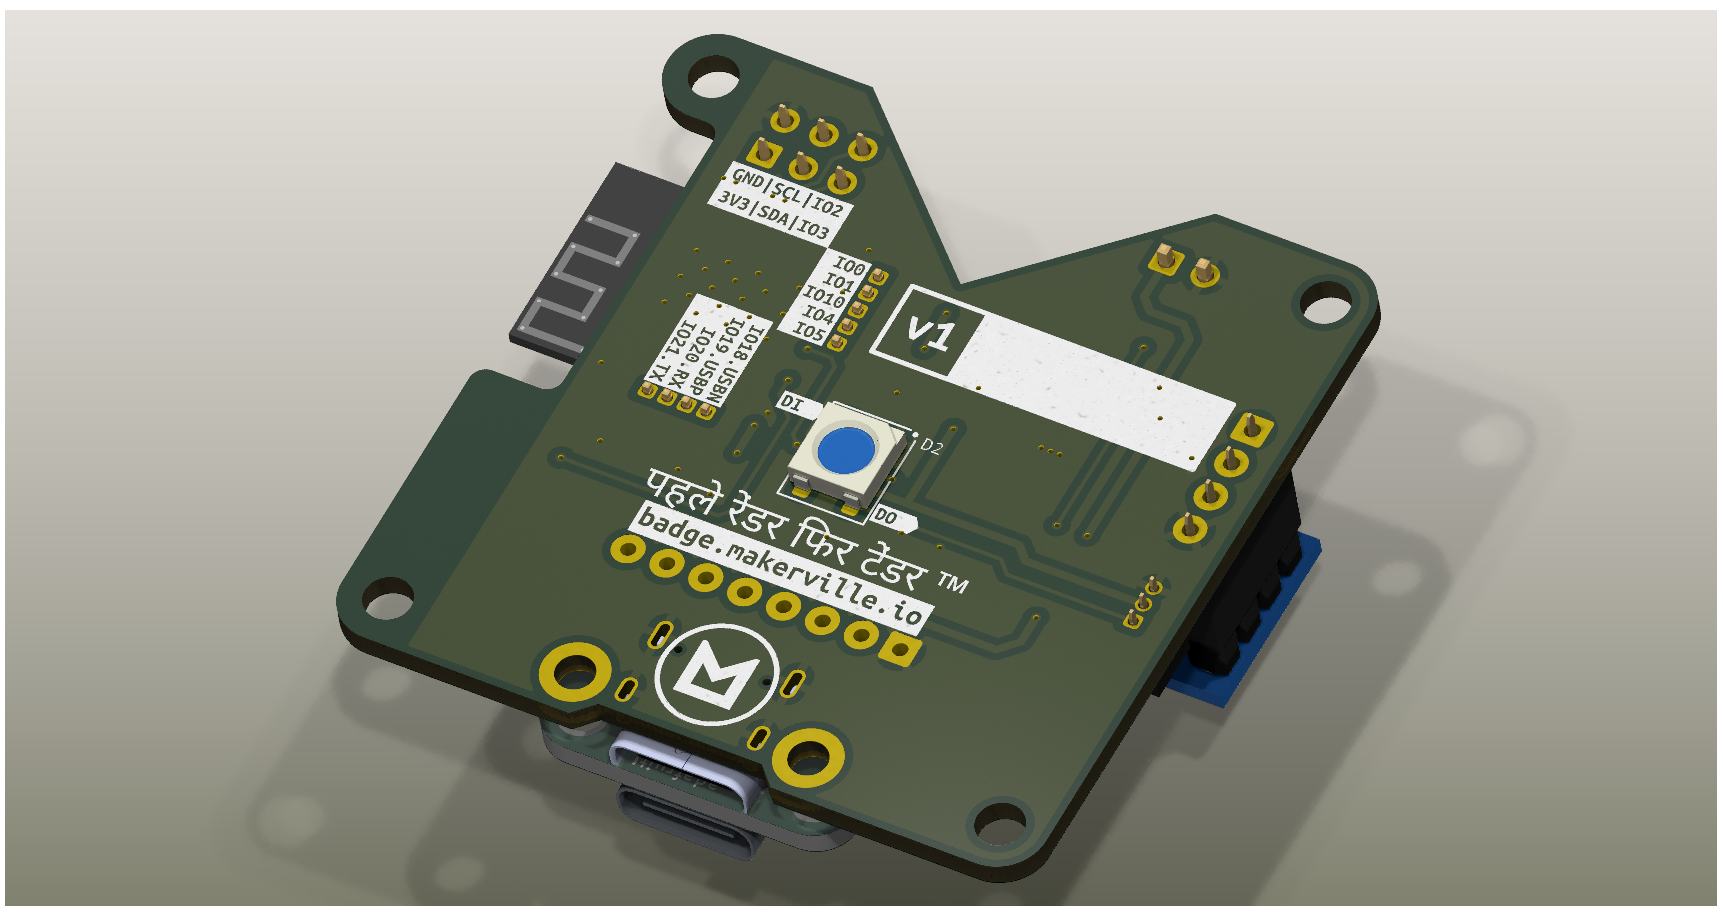 GND|SCL|IO2
3V3|SDA|IO3
IO0
IO1
IO10
IO4
IO5
v1
IO18.USBN
IO19.USBP
IO20.RX
IO21.TX
DI
D2
DO
पहले रेडर फिर टेंडर ™
badge.makerville.io